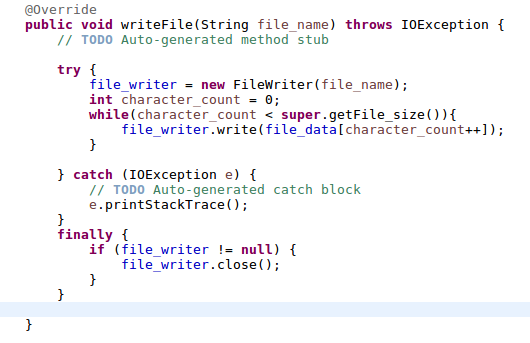 @Override
public void writeFile(String file_name) throws IOException {
// TODO Auto-generated method stub
try {
file_writer = new FileWriter(file_name);
int character_count = 0;
while(character_count < super.getFile_size()){
file_writer.write(file_data[character_count++]);
}
} catch (IOException e) {
// TODO Auto-generated catch block
e.printStackTrace();
}
finally {
if (file_writer != null) {
file_writer.close();
}
}
}